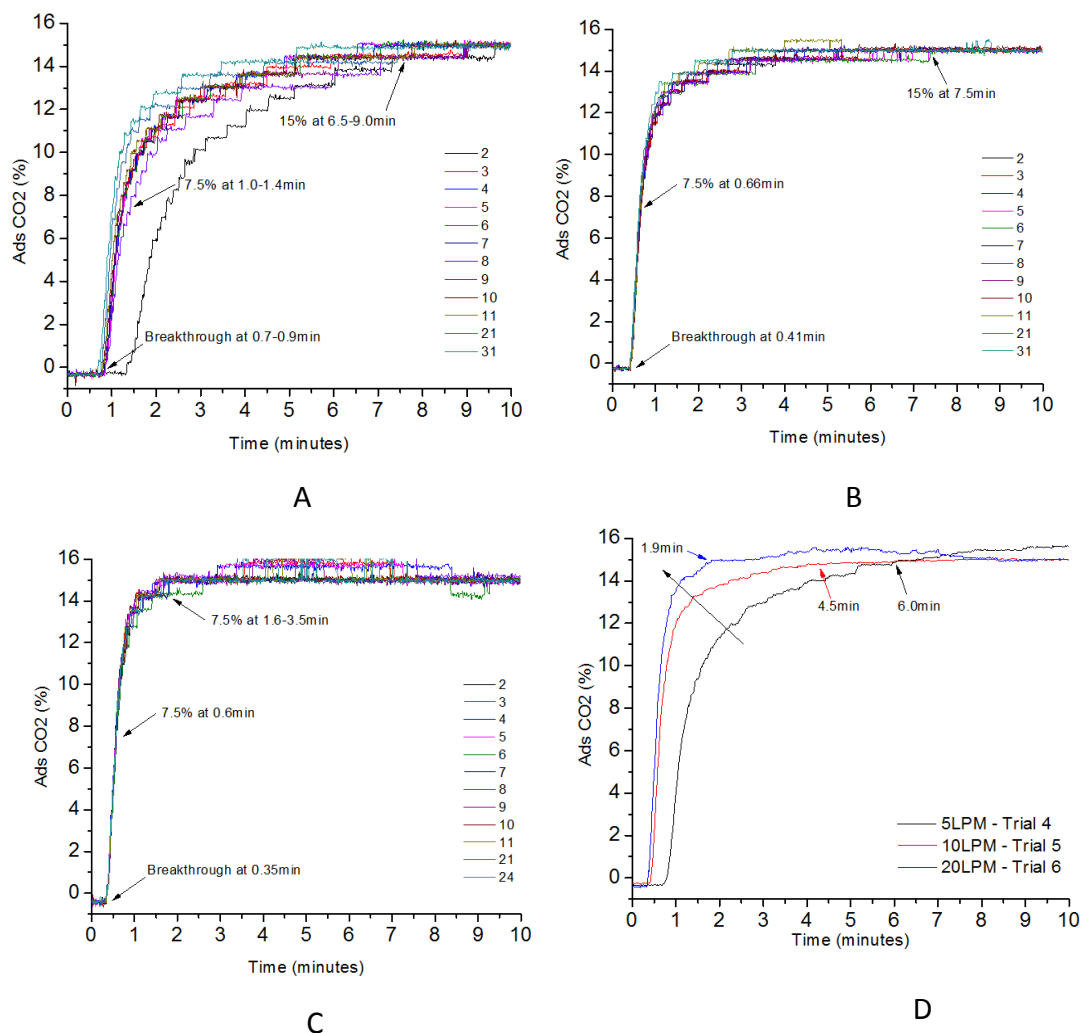 16
14
12
10
8
6
4
2
0
Ads CO2 (%)
15% at 6.5-9.0min
7.5% at 1.0-1.4min
Breakthrough at 0.7-0.9min
2
3
4
5
6
7
8
9
10
11
21
31
0 1 2 3 4 5 6 7 8 9 10
Time (minutes)
A
16
14
12
10
8
6
4
2
0
Ads CO2 (%)
15% at 7.5min
7.5% at 0.66min
Breakthrough at 0.41min
2
3
4
5
6
7
8
9
10
11
21
31
0 1 2 3 4 5 6 7 8 9 10
Time (minutes)
B
16
14
12
10
8
6
4
2
0
Ads CO2 (%)
7.5% at 1.6-3.5min
7.5% at 0.6min
Breakthrough at 0.35min
2
3
4
5
6
7
8
9
10
11
21
24
0 1 2 3 4 5 6 7 8 9 10
Time (minutes)
C
16
14
12
10
8
6
4
2
0
Ads CO2 (%)
1.9min
4.5min
6.0min
5LPM - Trial 4
10LPM - Trial 5
20LPM - Trial 6
0 1 2 3 4 5 6 7 8 9 10
Time (minutes)
D